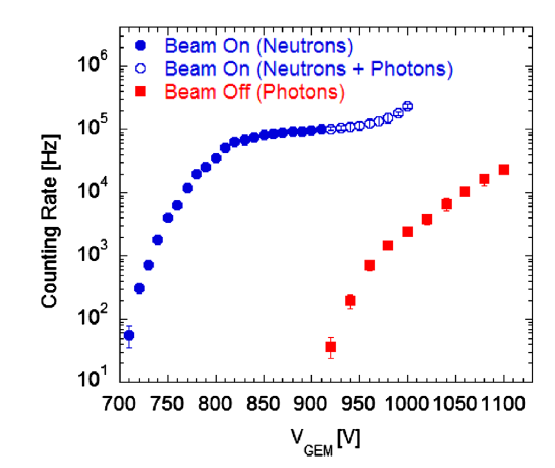 Beam On (Neutrons)
Beam On (Neutrons + Photons)
Beam Off (Photons)
Counting Rate [Hz]
10^6
10^5
10^4
10^3
10^2
10^1
700 750 800 850 900 950 1000 1050 1100
V_GEM [V]